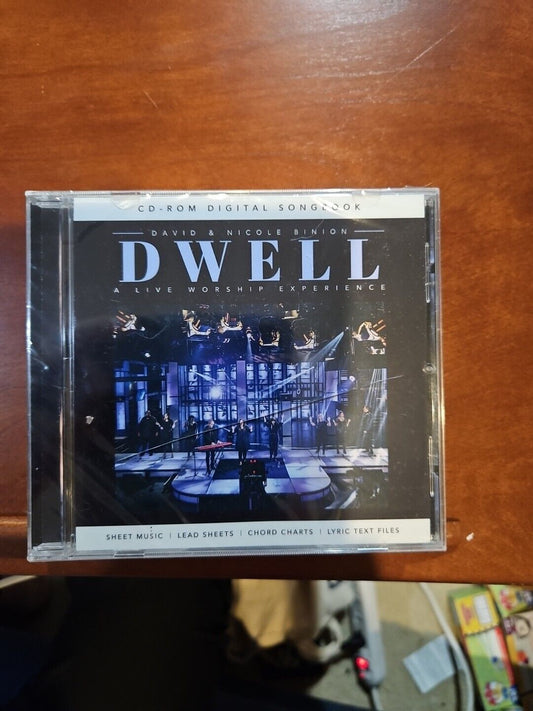 CD-ROM DIGITAL SONGBOOK
DAVID & NICOLE BINION
DWELL
A LIVE WORSHIP EXPERIENCE
SHEET MUSIC | LEAD SHEETS | CHORD CHARTS | LYRIC TEXT FILES